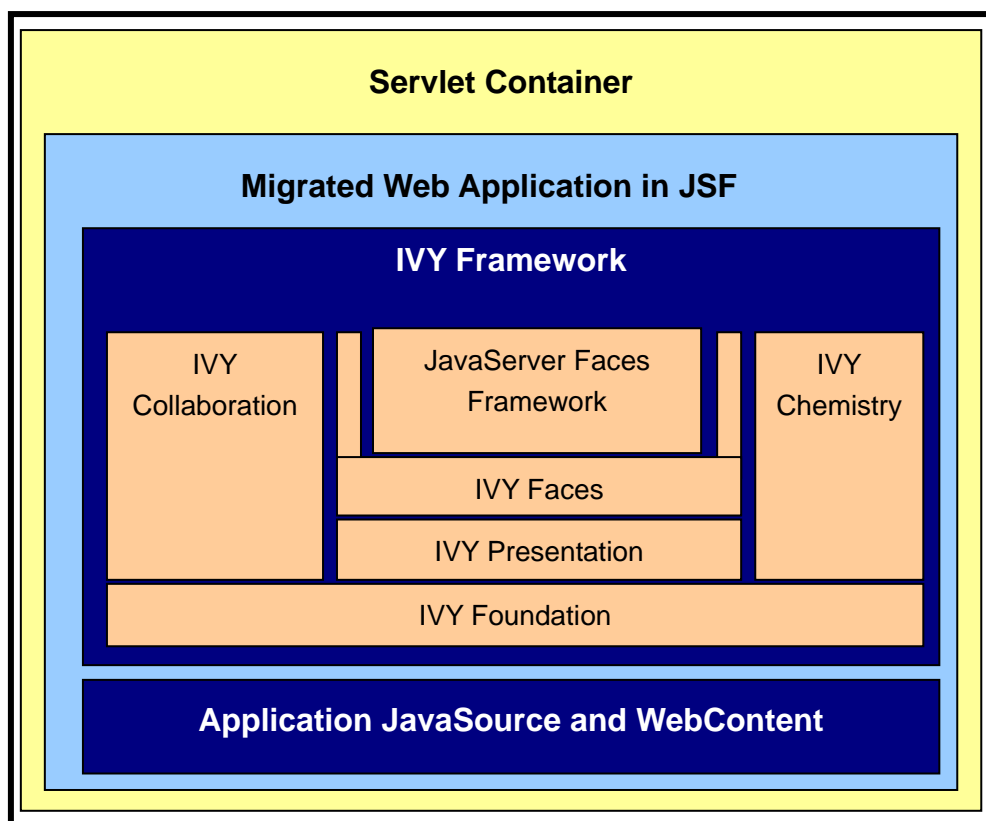 Servlet Container
Migrated Web Application in JSF
IVY Framework
IVY
Collaboration
JavaServer Faces
Framework
IVY
Chemistry
IVY Faces
IVY Presentation
IVY Foundation
Application JavaSource and WebContent